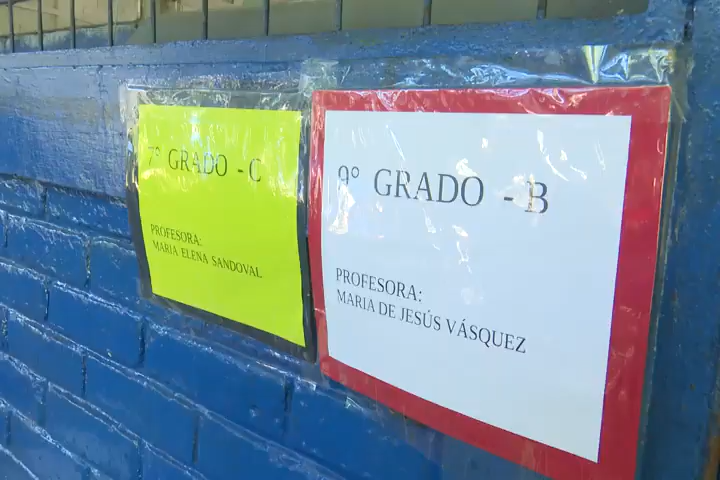 7° GRADO - C
PROFESORA:
MARIA ELENA SANDOVAL
9° GRADO - B
PROFESORA:
MARIA DE JESÚS VÁSQUEZ